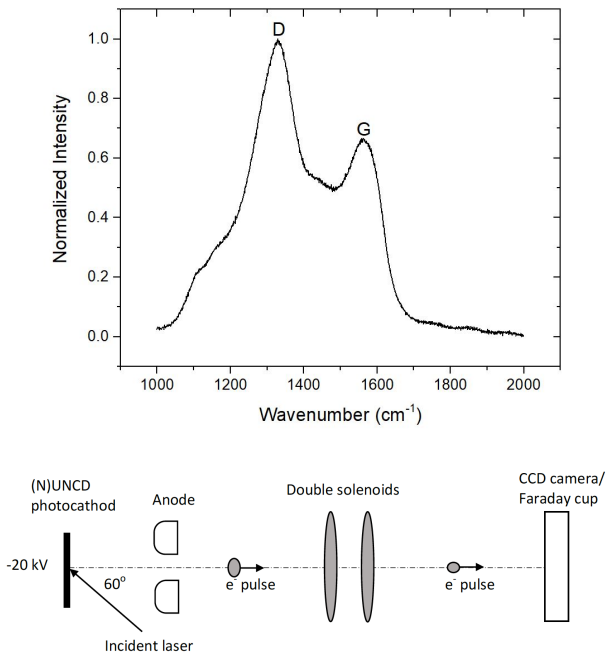 D
G
1.0
0.8
0.6
0.4
0.2
0.0
Normalized Intensity
1000 1200 1400 1600 1800 2000
Wavenumber (cm⁻¹)
(N)UNCD
photocathod
Anode
Double solenoids
CCD camera/
Faraday cup
-20 kV
60°
e⁻ pulse
e⁻ pulse
Incident laser